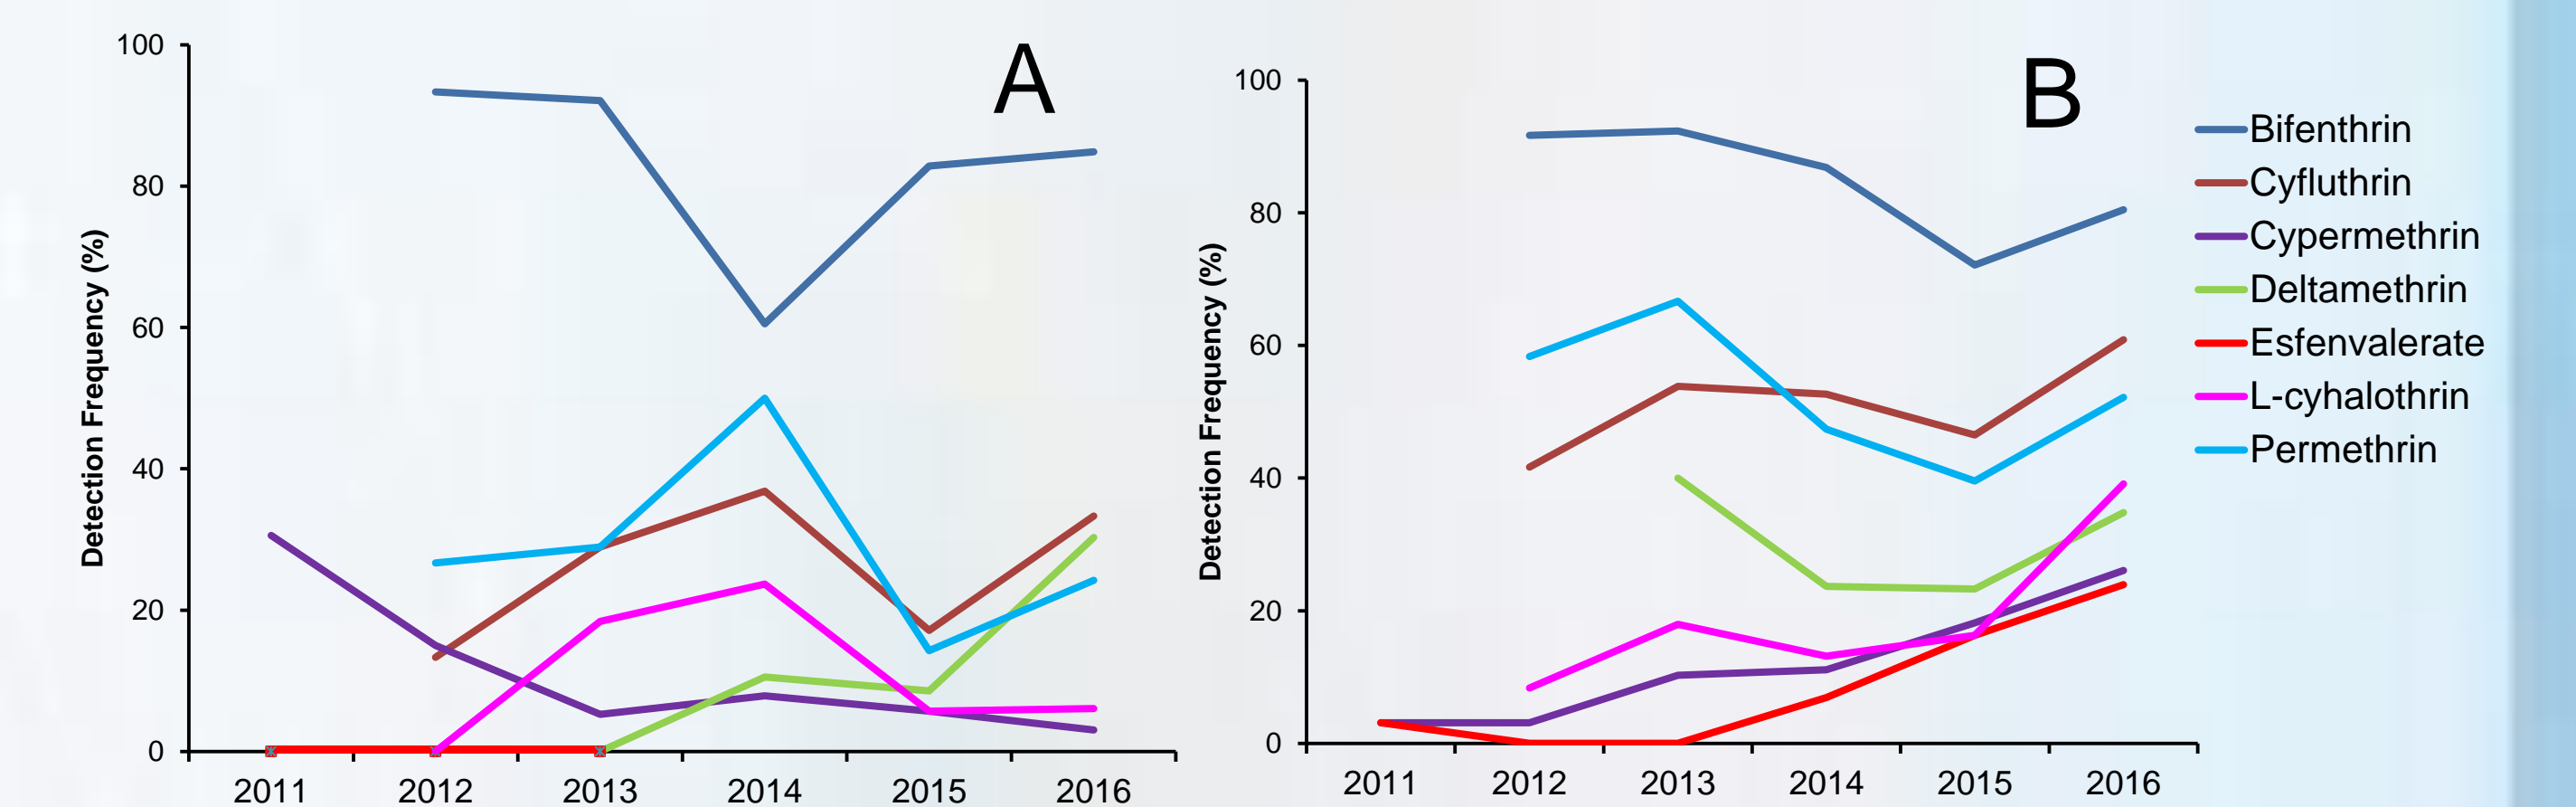 A
Detection Frequency (%)
100
80
60
40
20
0
2011 2012 2013 2014 2015 2016
B
Detection Frequency (%)
100
80
60
40
20
0
2011 2012 2013 2014 2015 2016
Bifenthrin
Cyfluthrin
Cypermethrin
Deltamethrin
Esfenvalerate
L-cyhalothrin
Permethrin